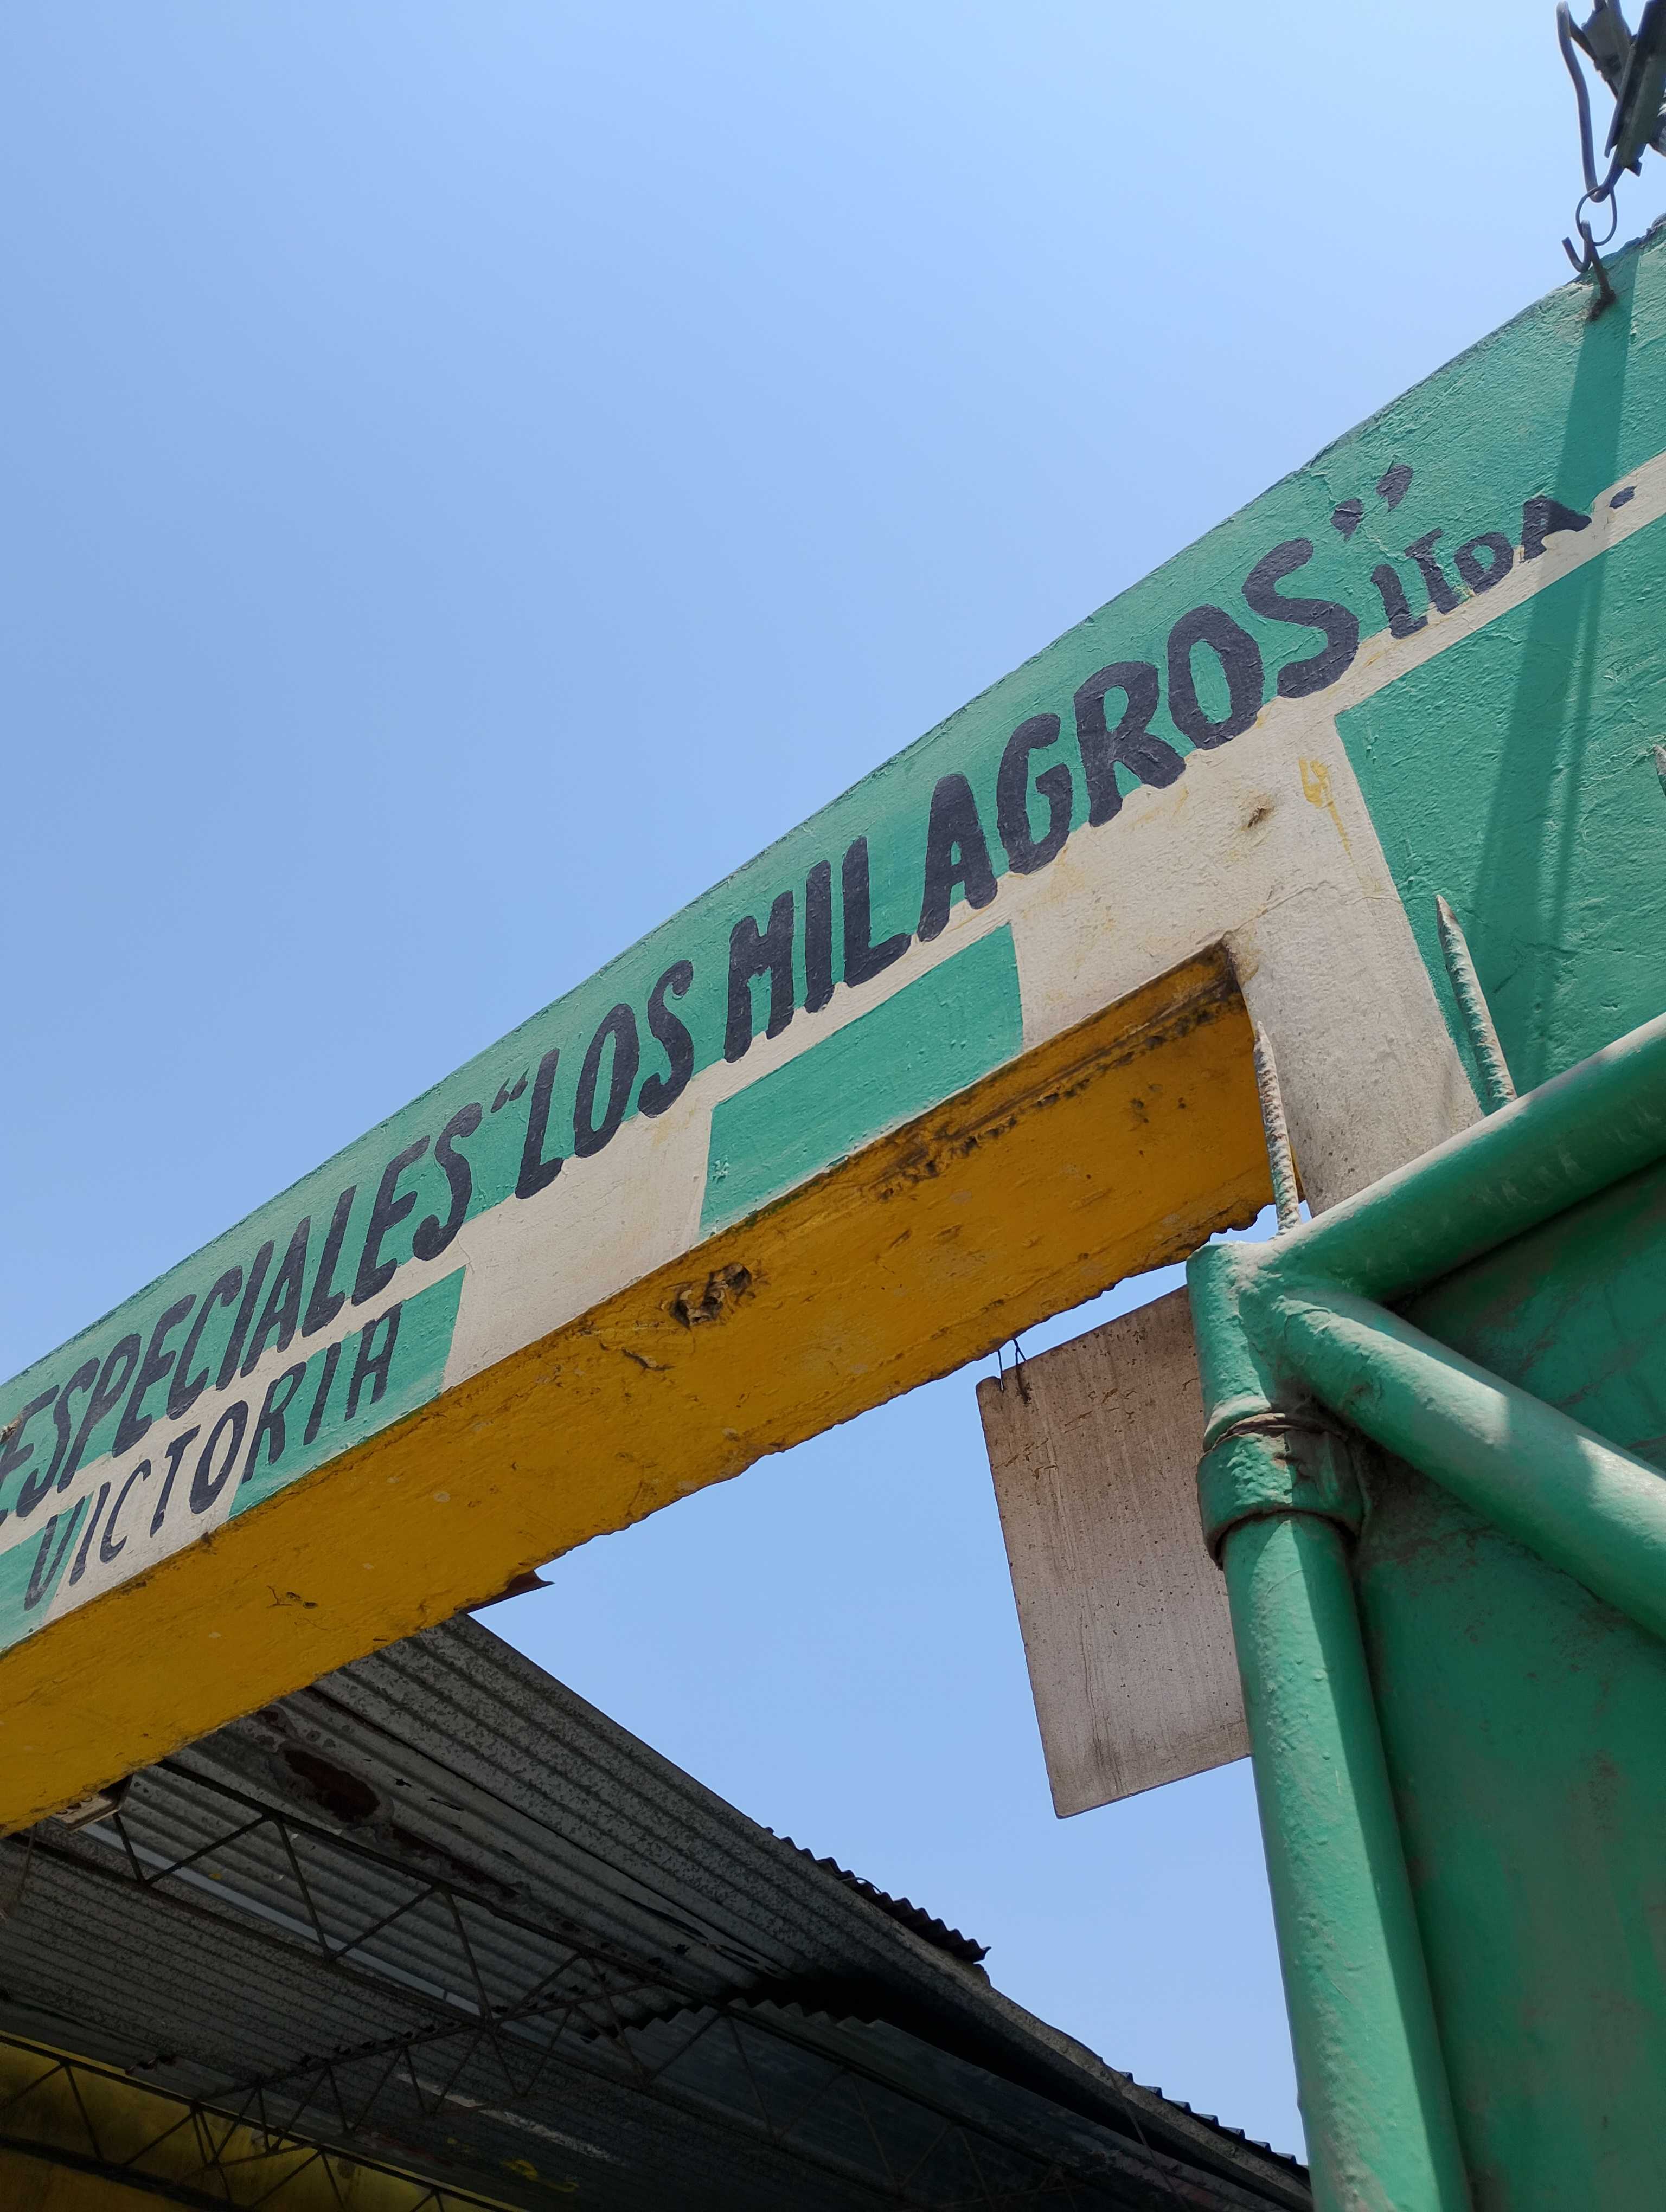 ESPECIALES "LOS MILAGROS" LTDA.
VICTORIA